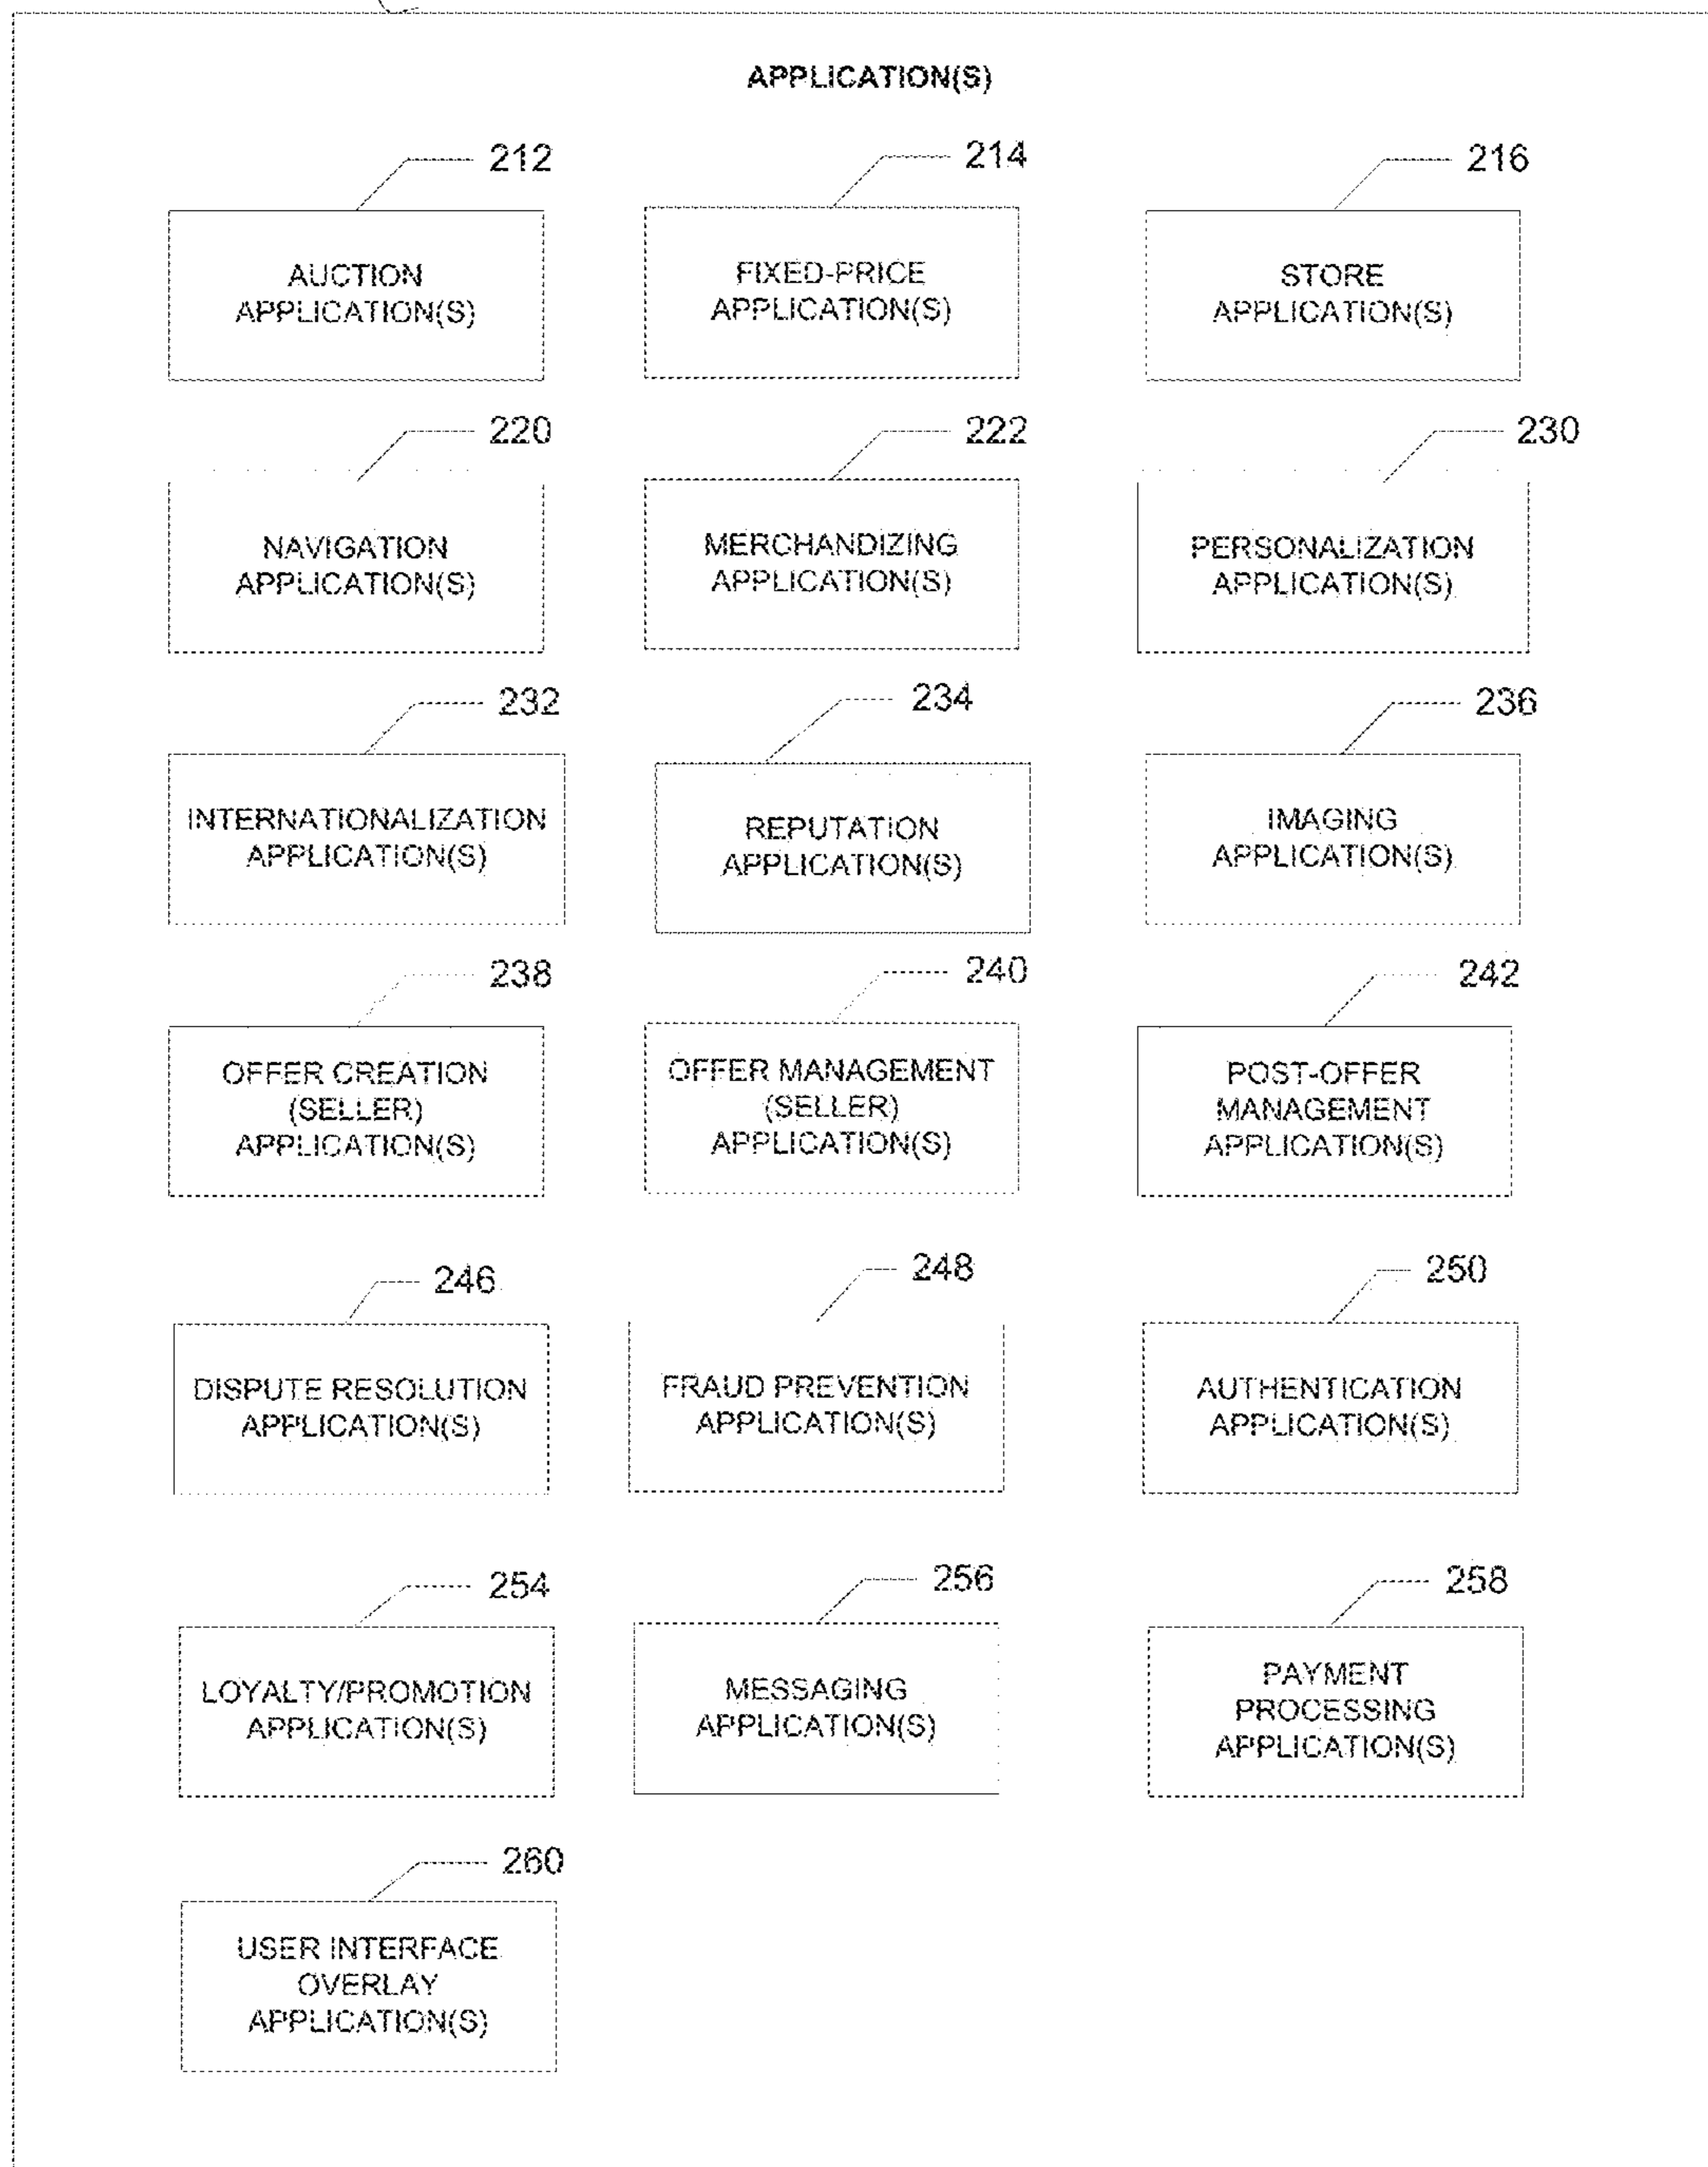 APPLICATION(S)
212
214
216
AUCTION
APPLICATION(S)
FIXED-PRICE
APPLICATION(S)
STORE
APPLICATION(S)
220
222
230
NAVIGATION
APPLICATION(S)
MERCHANDIZING
APPLICATION(S)
PERSONALIZATION
APPLICATION(S)
232
234
236
INTERNATIONALIZATION
APPLICATION(S)
REPUTATION
APPLICATION(S)
IMAGING
APPLICATION(S)
238
240
242
OFFER CREATION
(SELLER)
APPLICATION(S)
OFFER MANAGEMENT
(SELLER)
APPLICATION(S)
POST-OFFER
MANAGEMENT
APPLICATION(S)
246
248
250
DISPUTE RESOLUTION
APPLICATION(S)
FRAUD PREVENTION
APPLICATION(S)
AUTHENTICATION
APPLICATION(S)
254
256
258
LOYALTY/PROMOTION
APPLICATION(S)
MESSAGING
APPLICATION(S)
PAYMENT
PROCESSING
APPLICATION(S)
260
USER INTERFACE
OVERLAY
APPLICATION(S)